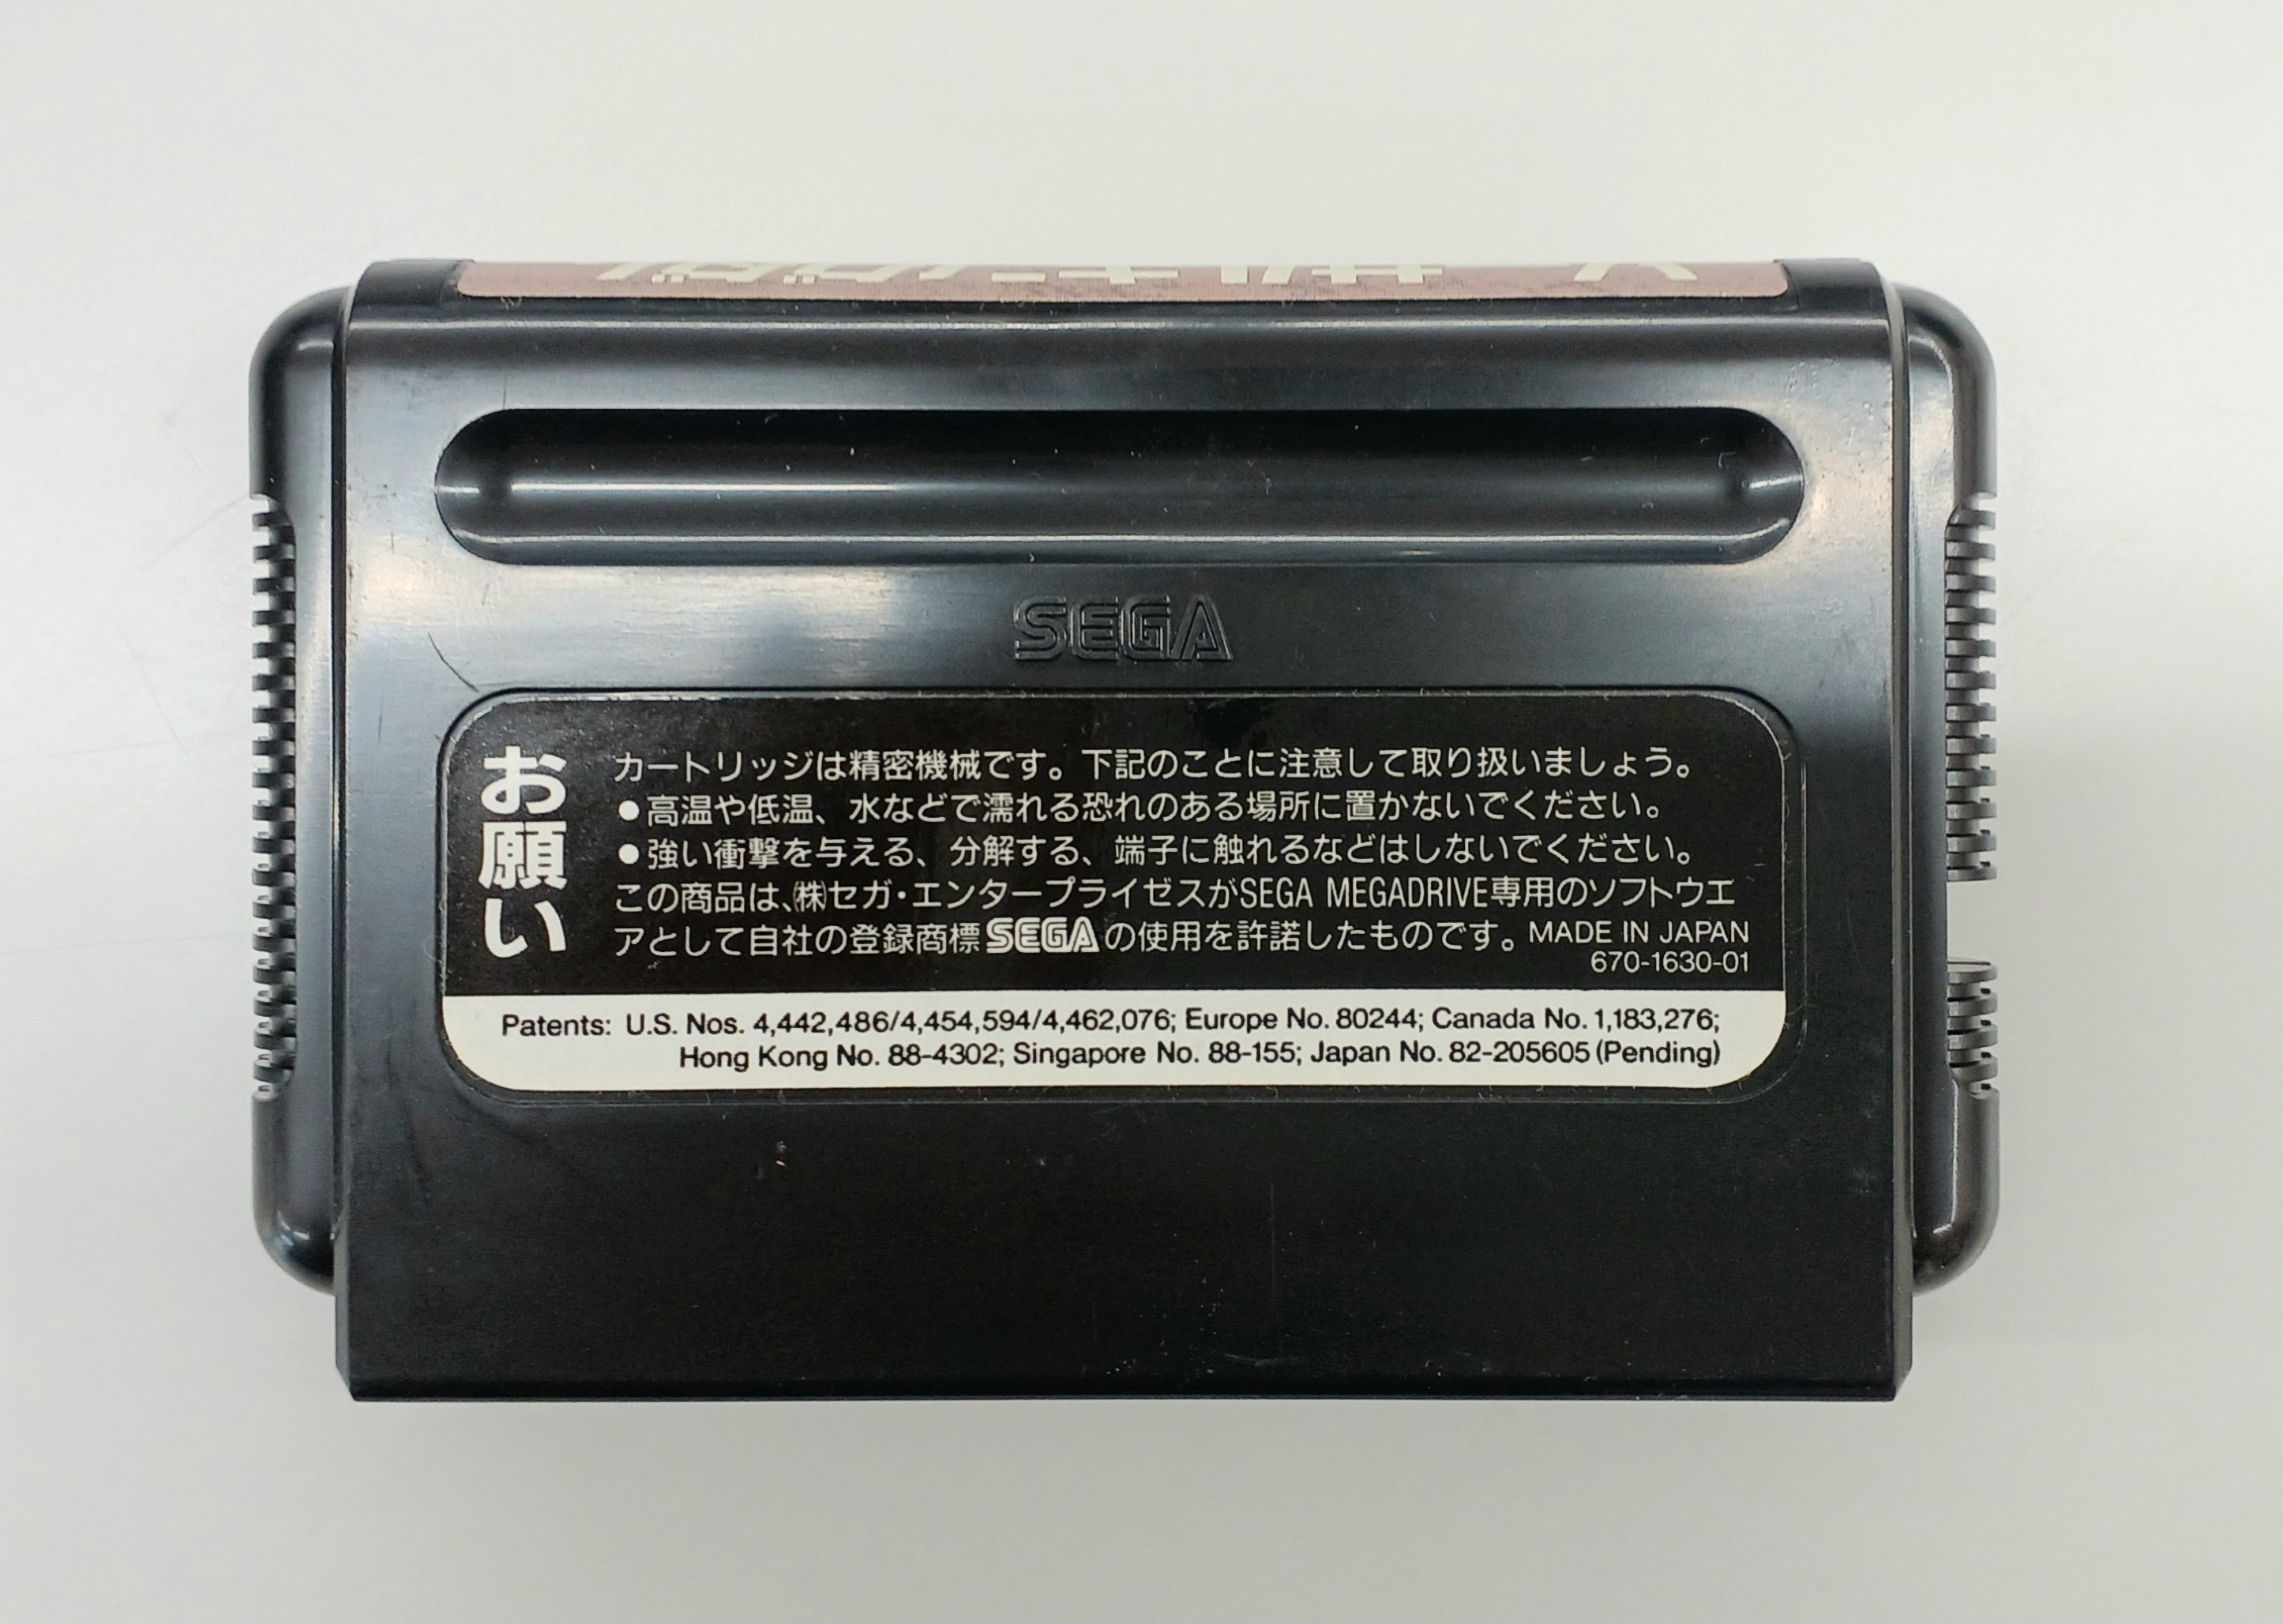 SEGA
お願い
カートリッジは精密機械です。下記のことに注意して取り扱いましょう。
●高温や低温、水などで濡れる恐れのある場所に置かないでください。
●強い衝撃を与える、分解する、端子に触れるなどはしないでください。
この商品は、㈱セガ・エンタープライゼスがSEGA MEGADRIVE専用のソフトウエ
アとして自社の登録商標SEGAの使用を許諾したものです。MADE IN JAPAN
670-1630-01
Patents: U.S. Nos. 4,442,486/4,454,594/4,462,076; Europe No. 80244; Canada No. 1,183,276;
Hong Kong No. 88-4302; Singapore No. 88-155; Japan No. 82-205605 (Pending)